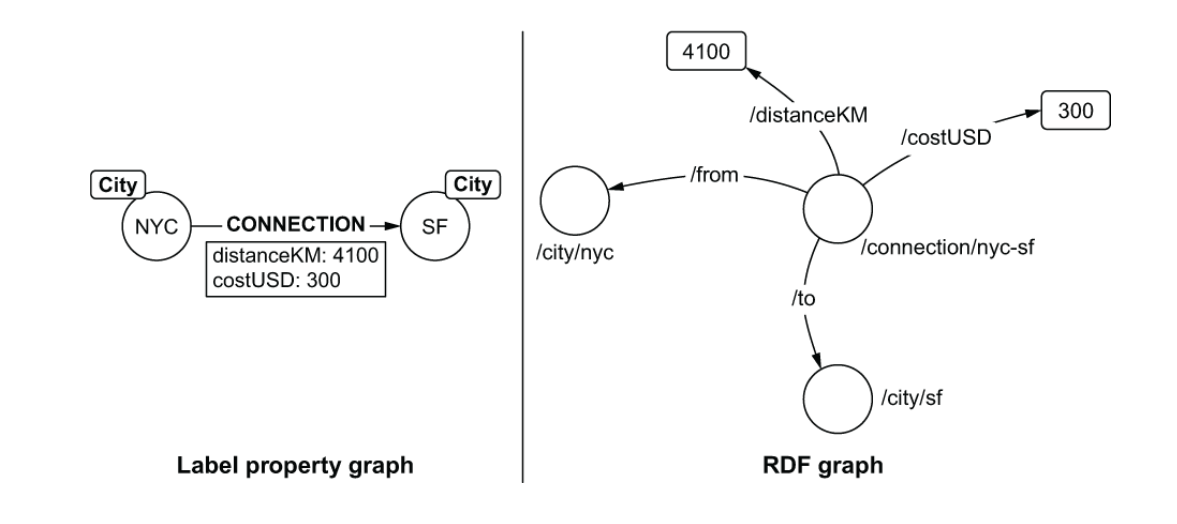 City
NYC
CONNECTION
distanceKM: 4100
costUSD: 300
City
SF
Label property graph
4100
/distanceKM
300
/costUSD
/from
/city/nyc
/connection/nyc-sf
/to
/city/sf
RDF graph